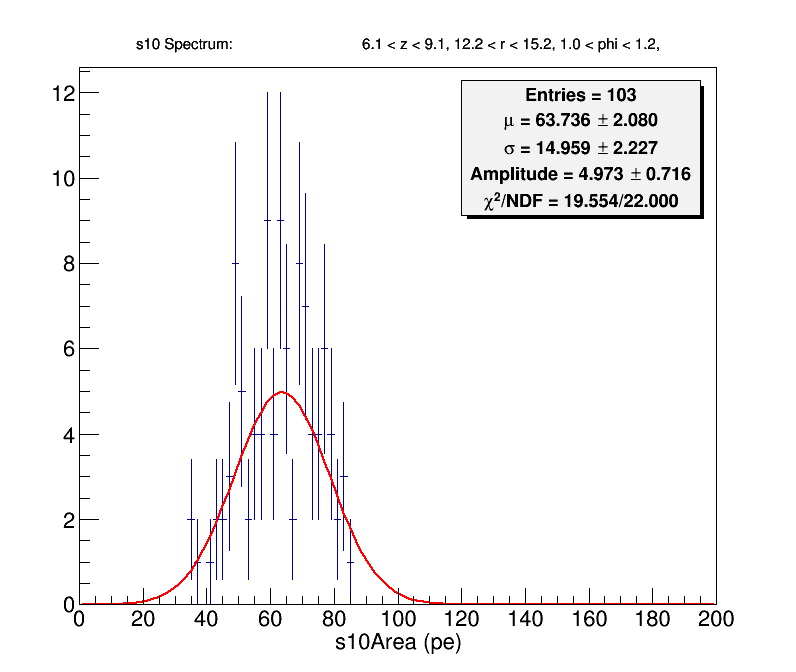 s10 Spectrum: 6.1 < z < 9.1, 12.2 < r < 15.2, 1.0 < phi < 1.2,
Entries = 103
μ = 63.736 ± 2.080
σ = 14.959 ± 2.227
Amplitude = 4.973 ± 0.716
χ²/NDF = 19.554/22.000
12
10
8
6
4
2
0
0 20 40 60 80 100 120 140 160 180 200
s10Area (pe)